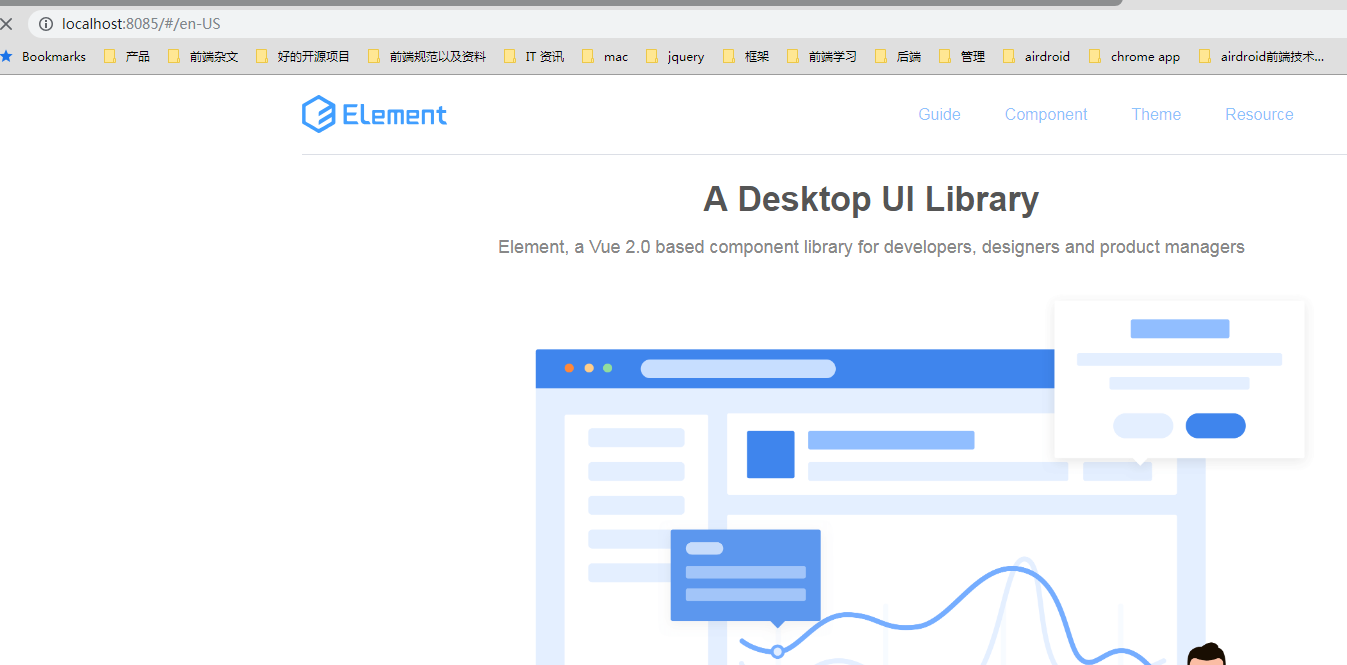 localhost:8085/#/en-US
Bookmarks 产品 前端杂文 好的开源项目 前端规范以及资料 IT 资讯 mac jquery 框架 前端学习 后端 管理 airdroid chrome app airdroid前端技术...
Element Guide Component Theme Resource
A Desktop UI Library
Element, a Vue 2.0 based component library for developers, designers and product managers